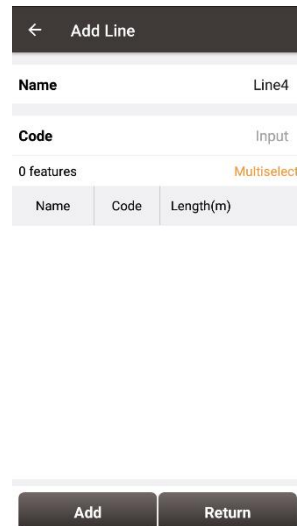 Add Line
Name Line4
Code Input
0 features Multiselect
Name Code Length(m)
Add Return